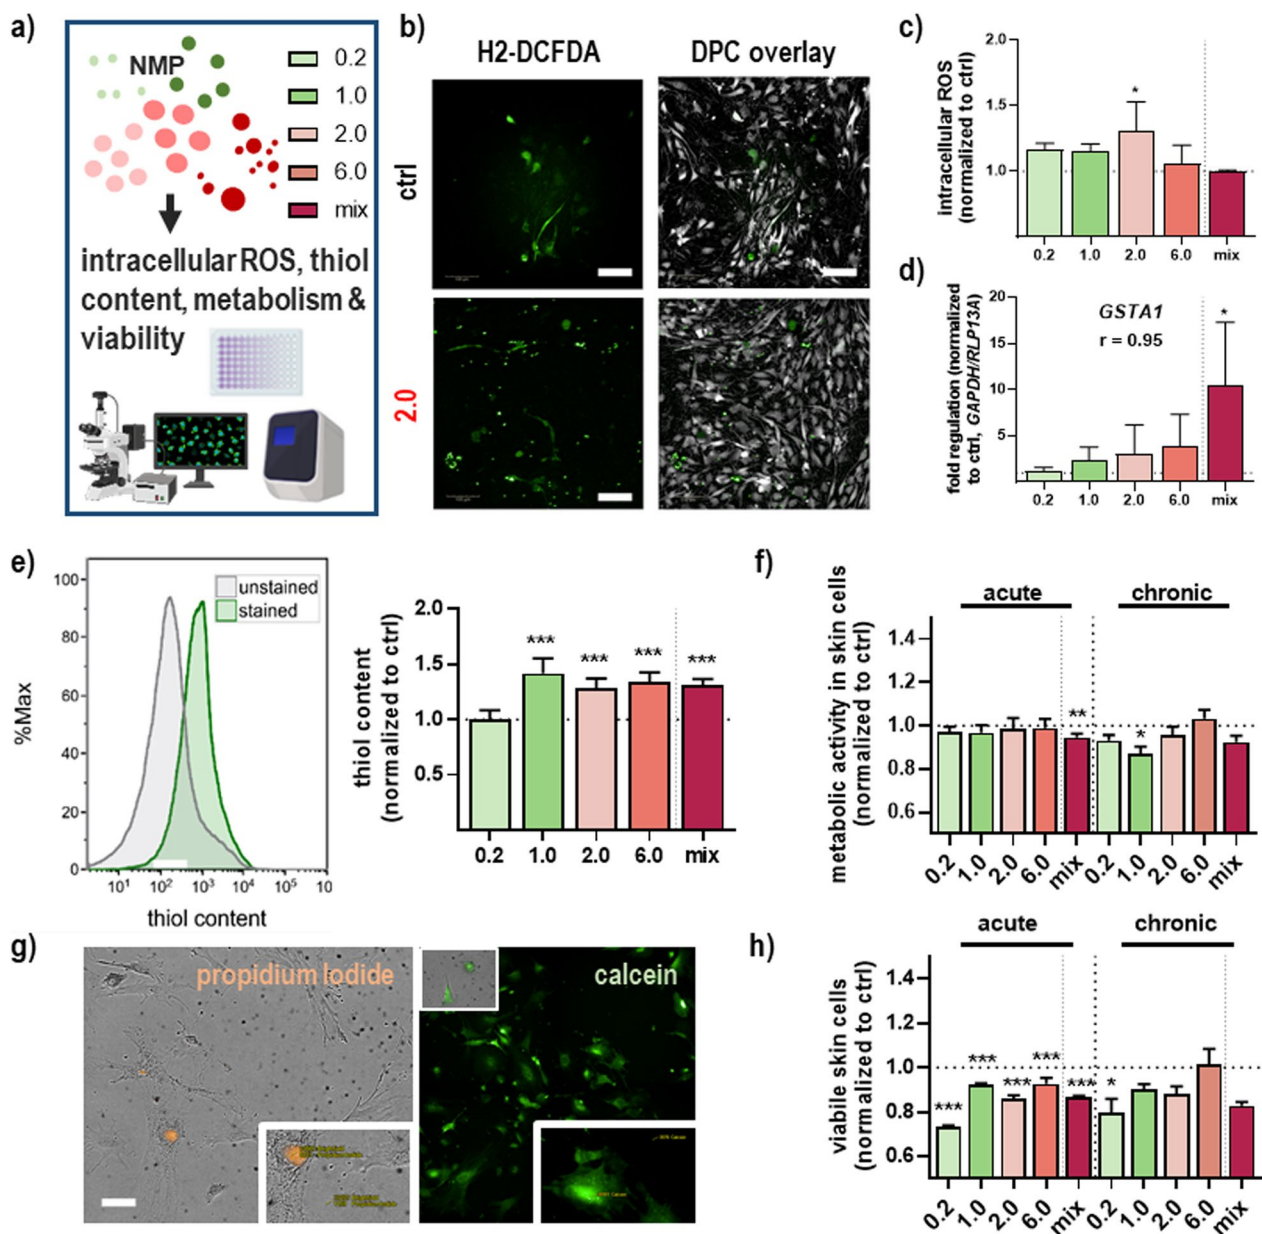 a)
NMP
0.2
1.0
2.0
6.0
mix
intracellular ROS, thiol
content, metabolism &
viability
b)
H2-DCFDA
DPC overlay
ctrl
2.0
c)
intracellular ROS
(normalized to ctrl)
2.0
1.5
1.0
*
0.2
1.0
2.0
6.0
mix
d)
fold regulation (normalized
to ctrl, GAPDH/RLP13A)
20
15
10
5
GSTA1
r = 0.95
*
0.2
1.0
2.0
6.0
mix
e)
%Max
100
80
60
40
20
0
unstained
stained
10¹
10²
10³
10⁴
10⁵
10
thiol content
thiol content
(normalized to ctrl)
2.0
1.5
1.0
0.5
***
***
***
***
0.2
1.0
2.0
6.0
mix
f)
acute
chronic
metabolic activity in skin cells
(normalized to ctrl)
1.4
1.2
1.0
0.8
0.6
**
*
0.2
1.0
2.0
6.0
mix
0.2
1.0
2.0
6.0
mix
g)
propidium Iodide
calcein
h)
acute
chronic
viabile skin cells
(normalized to ctrl)
1.4
1.2
1.0
0.8
0.6
***
***
***
***
***
*
0.2
1.0
2.0
6.0
mix
0.2
1.0
2.0
6.0
mix